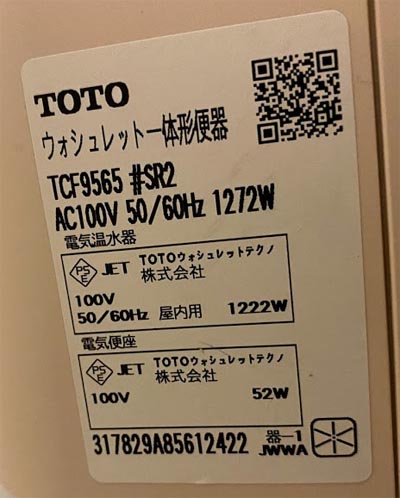 TOTO
ウォシュレット一体形便器
TCF9565 #SR2
AC100V 50/60Hz 1272W
電気温水器
PSE JET TOTOウォシュレットテクノ
株式会社
100V
50/60Hz 屋内用 1222W
電気便座
PSE JET TOTOウォシュレットテクノ
株式会社
100V 52W
317829A85612422 器-1
JWWA